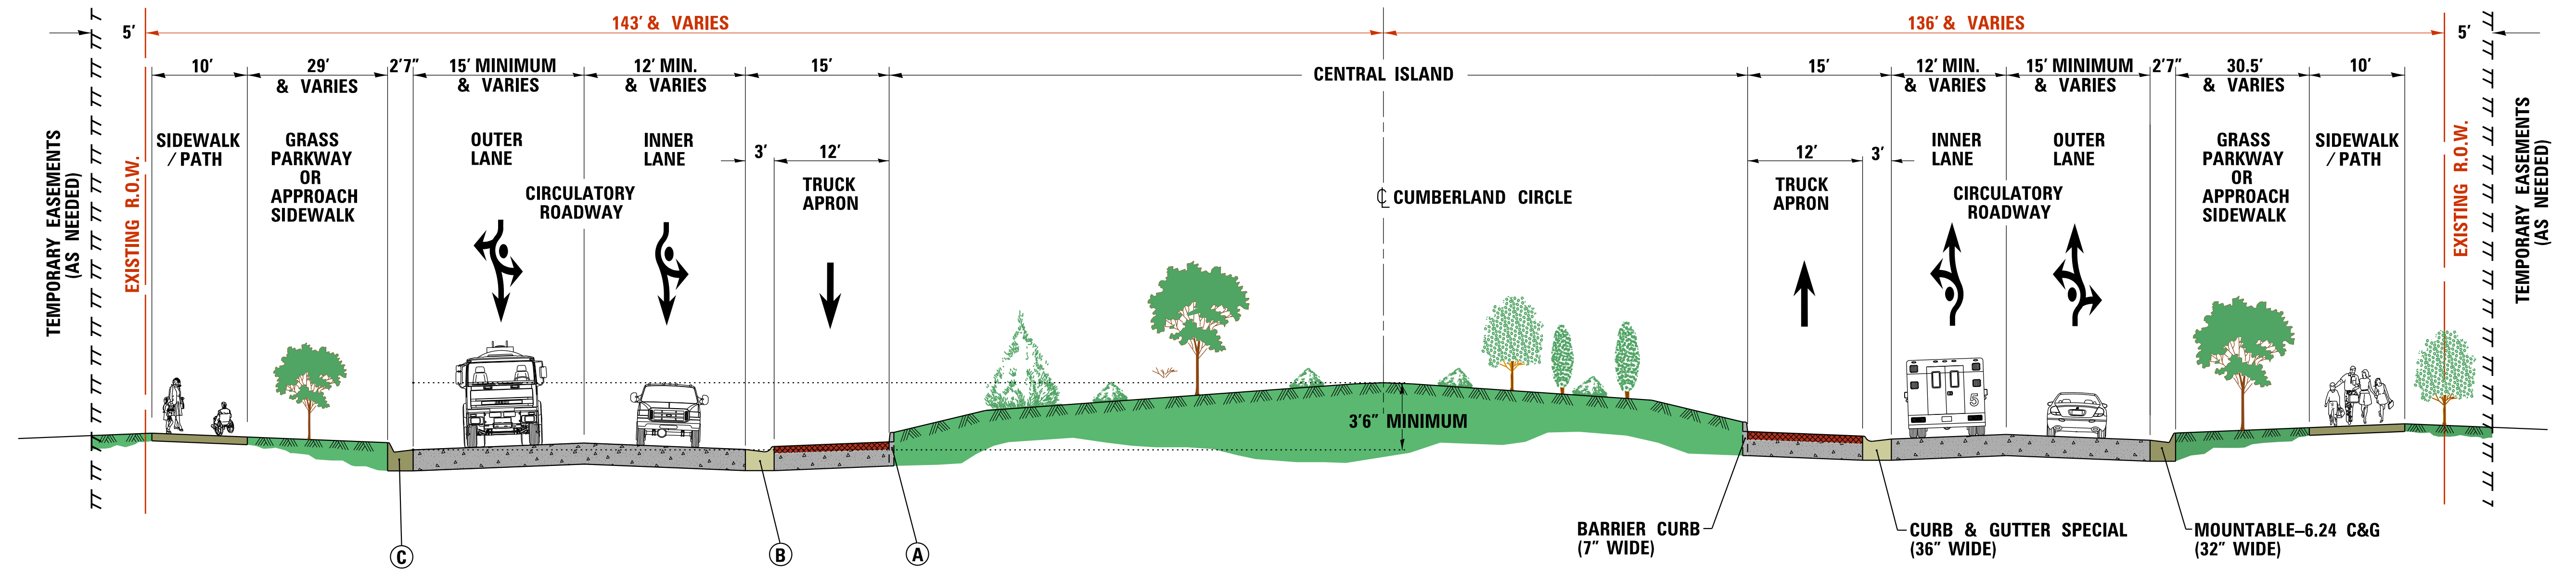 143' & VARIES
136' & VARIES
5'
5'
10'
29'
& VARIES
2'7"
15' MINIMUM
& VARIES
12' MIN.
& VARIES
15'
CENTRAL ISLAND
15'
12' MIN.
& VARIES
15' MINIMUM
& VARIES
2'7"
30.5'
& VARIES
10'
TEMPORARY EASEMENTS
(AS NEEDED)
EXISTING R.O.W.
SIDEWALK
/ PATH
GRASS
PARKWAY
OR
APPROACH
SIDEWALK
OUTER
LANE
INNER
LANE
CIRCULATORY
ROADWAY
3'
12'
TRUCK
APRON
℄ CUMBERLAND CIRCLE
12'
3'
TRUCK
APRON
INNER
LANE
OUTER
LANE
CIRCULATORY
ROADWAY
GRASS
PARKWAY
OR
APPROACH
SIDEWALK
SIDEWALK
/ PATH
EXISTING R.O.W.
TEMPORARY EASEMENTS
(AS NEEDED)
5
3'6" MINIMUM
C
B
A
BARRIER CURB
(7" WIDE)
CURB & GUTTER SPECIAL
(36" WIDE)
MOUNTABLE–6.24 C&G
(32" WIDE)